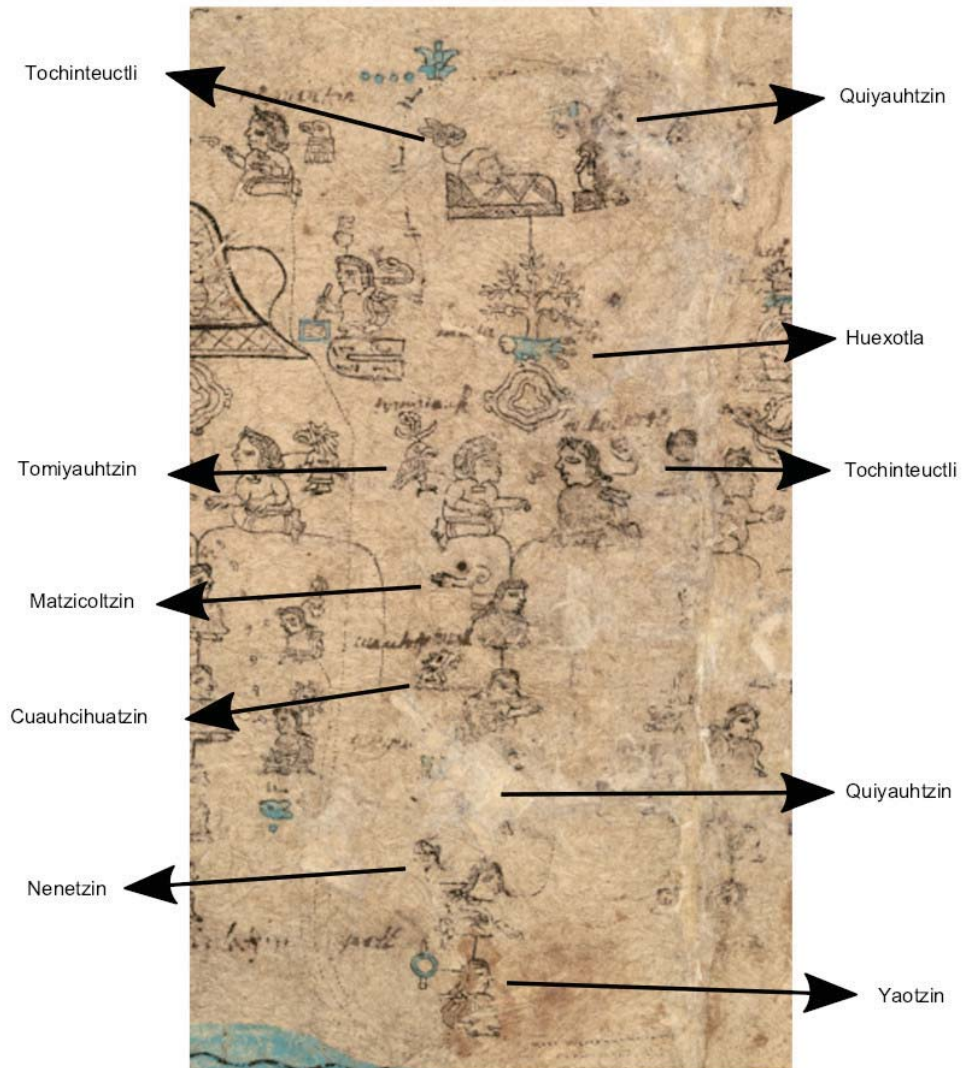 Tochinteuctli
Quiyauhtzin
Huexotla
Tomiyauhtzin
Tochinteuctli
Matzicoltzin
Cuauhcihuatzin
Quiyauhtzin
Nenetzin
Yaotzin